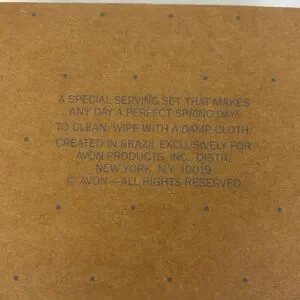 A SPECIAL SERVING SET THAT MAKES
ANY DAY A PERFECT SPRING DAY!
TO CLEAN: WIPE WITH A DAMP CLOTH.
CREATED IN BRAZIL EXCLUSIVELY FOR
AVON PRODUCTS, INC. DISTR.
NEW YORK, N.Y. 10019
© AVON—ALL RIGHTS RESERVED.